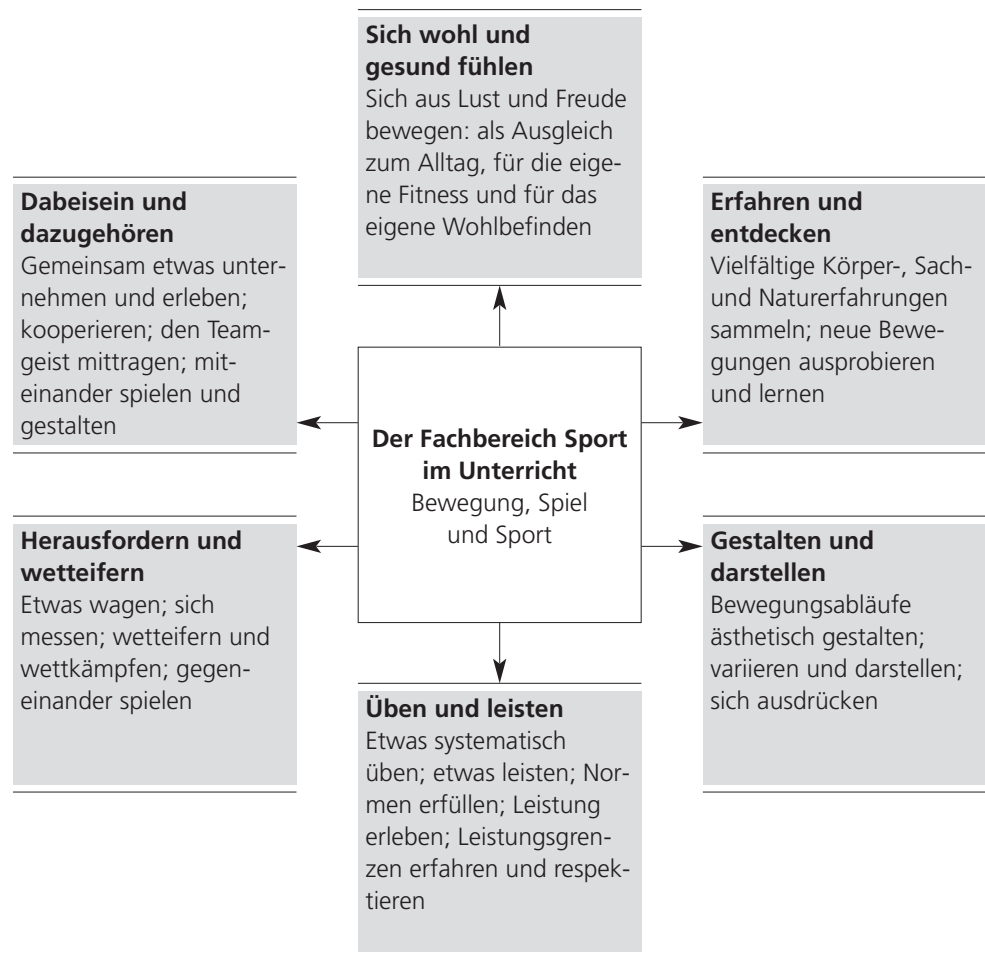 Sich wohl und
gesund fühlen
Sich aus Lust und Freude
bewegen: als Ausgleich
zum Alltag, für die eige-
ne Fitness und für das
eigene Wohlbefinden
Dabeisein und
dazugehören
Gemeinsam etwas unter-
nehmen und erleben;
kooperieren; den Team-
geist mittragen; mit-
einander spielen und
gestalten
Erfahren und
entdecken
Vielfältige Körper-, Sach-
und Naturerfahrungen
sammeln; neue Bewe-
gungen ausprobieren
und lernen
Der Fachbereich Sport
im Unterricht
Bewegung, Spiel
und Sport
Herausfordern und
wetteifern
Etwas wagen; sich
messen; wetteifern und
wettkämpfen; gegen-
einander spielen
Gestalten und
darstellen
Bewegungsabläufe
ästhetisch gestalten;
variieren und darstellen;
sich ausdrücken
Üben und leisten
Etwas systematisch
üben; etwas leisten; Nor-
men erfüllen; Leistung
erleben; Leistungsgren-
zen erfahren und respek-
tieren